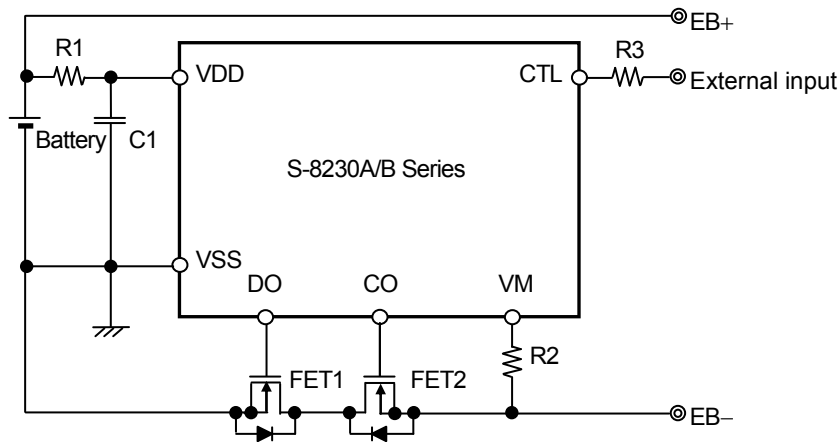 EB+
R1
R3
VDD
CTL
External input
Battery
C1
S-8230A/B Series
VSS
DO
CO
VM
R2
FET1
FET2
EB−